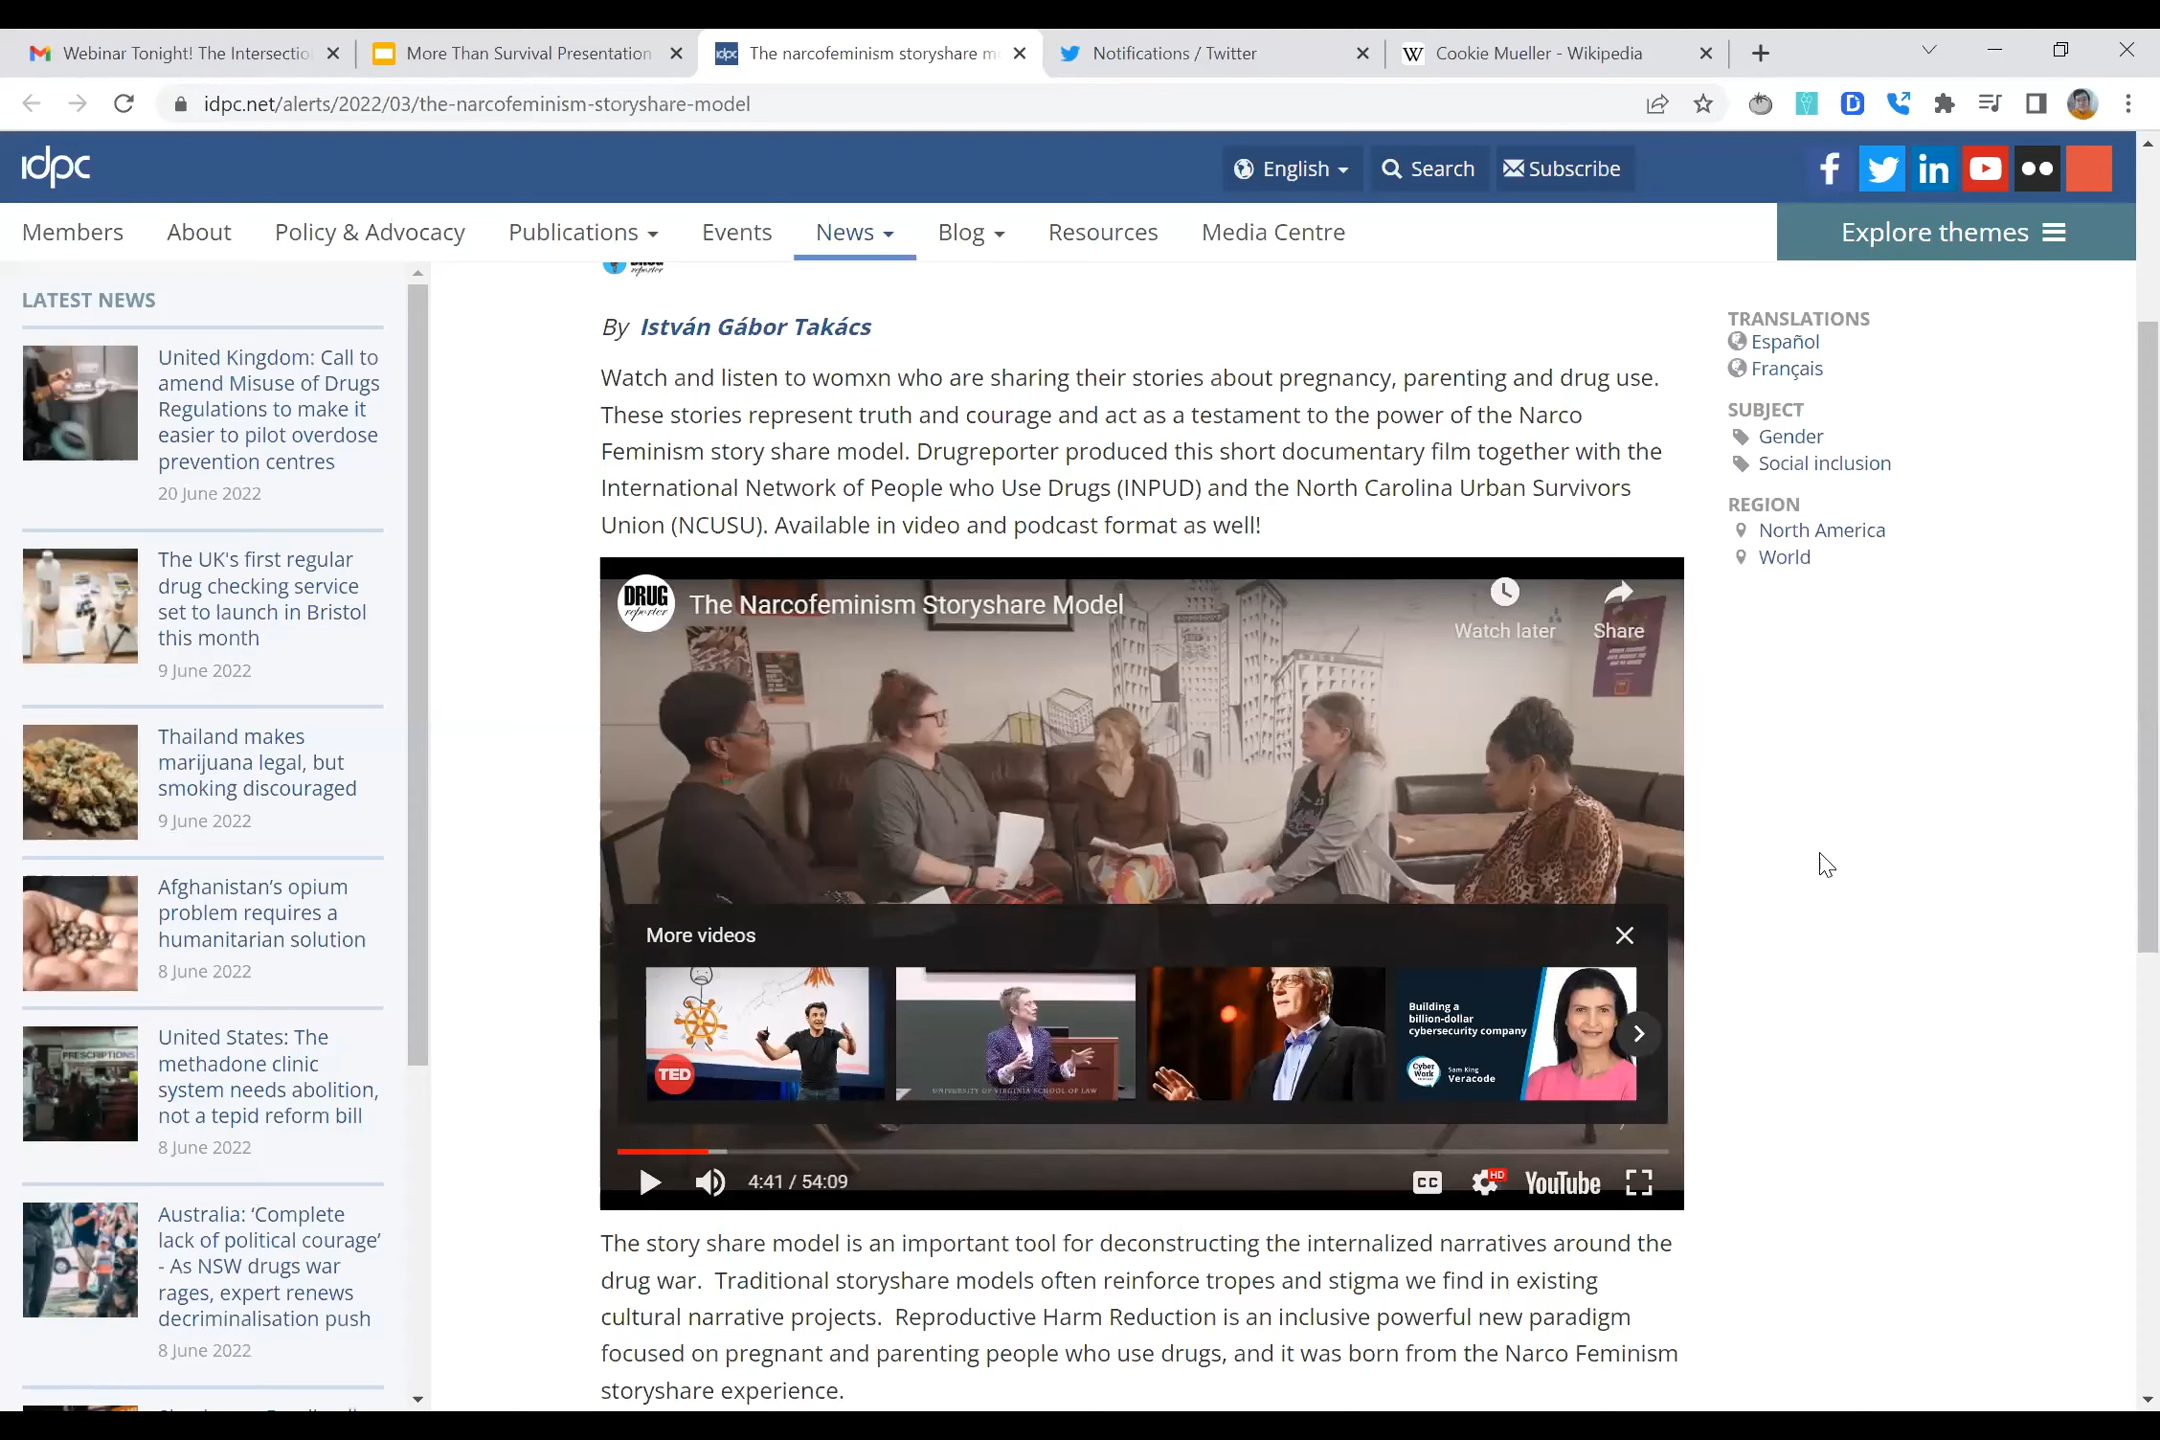 Webinar Tonight! The Intersectio
More Than Survival Presentation
idpc
The narcofeminism storyshare m
Notifications / Twitter
W
Cookie Mueller - Wikipedia
idpc.net/alerts/2022/03/the-narcofeminism-storyshare-model
idpc
English
Search
Subscribe
Members
About
Policy & Advocacy
Publications
Events
News
Blog
Resources
Media Centre
Explore themes
LATEST NEWS
United Kingdom: Call to
amend Misuse of Drugs
Regulations to make it
easier to pilot overdose
prevention centres
20 June 2022
The UK's first regular
drug checking service
set to launch in Bristol
this month
9 June 2022
Thailand makes
marijuana legal, but
smoking discouraged
9 June 2022
Afghanistan’s opium
problem requires a
humanitarian solution
8 June 2022
PRESCRIPTIONS
United States: The
methadone clinic
system needs abolition,
not a tepid reform bill
8 June 2022
Australia: ‘Complete
lack of political courage’
- As NSW drugs war
rages, expert renews
decriminalisation push
8 June 2022
reporter
By István Gábor Takács
Watch and listen to womxn who are sharing their stories about pregnancy, parenting and drug use.
These stories represent truth and courage and act as a testament to the power of the Narco
Feminism story share model. Drugreporter produced this short documentary film together with the
International Network of People who Use Drugs (INPUD) and the North Carolina Urban Survivors
Union (NCUSU). Available in video and podcast format as well!
DRUG
reporter
The Narcofeminism Storyshare Model
Watch later
Share
More videos
TED
UNIVERSITY OF VIRGINIA SCHOOL OF LAW
Building a
billion-dollar
cybersecurity company
Cyber
Work
Sam King
Veracode
4:41 / 54:09
CC
HD
YouTube
The story share model is an important tool for deconstructing the internalized narratives around the
drug war.  Traditional storyshare models often reinforce tropes and stigma we find in existing
cultural narrative projects.  Reproductive Harm Reduction is an inclusive powerful new paradigm
focused on pregnant and parenting people who use drugs, and it was born from the Narco Feminism
storyshare experience.
TRANSLATIONS
Español
Français
SUBJECT
Gender
Social inclusion
REGION
North America
World